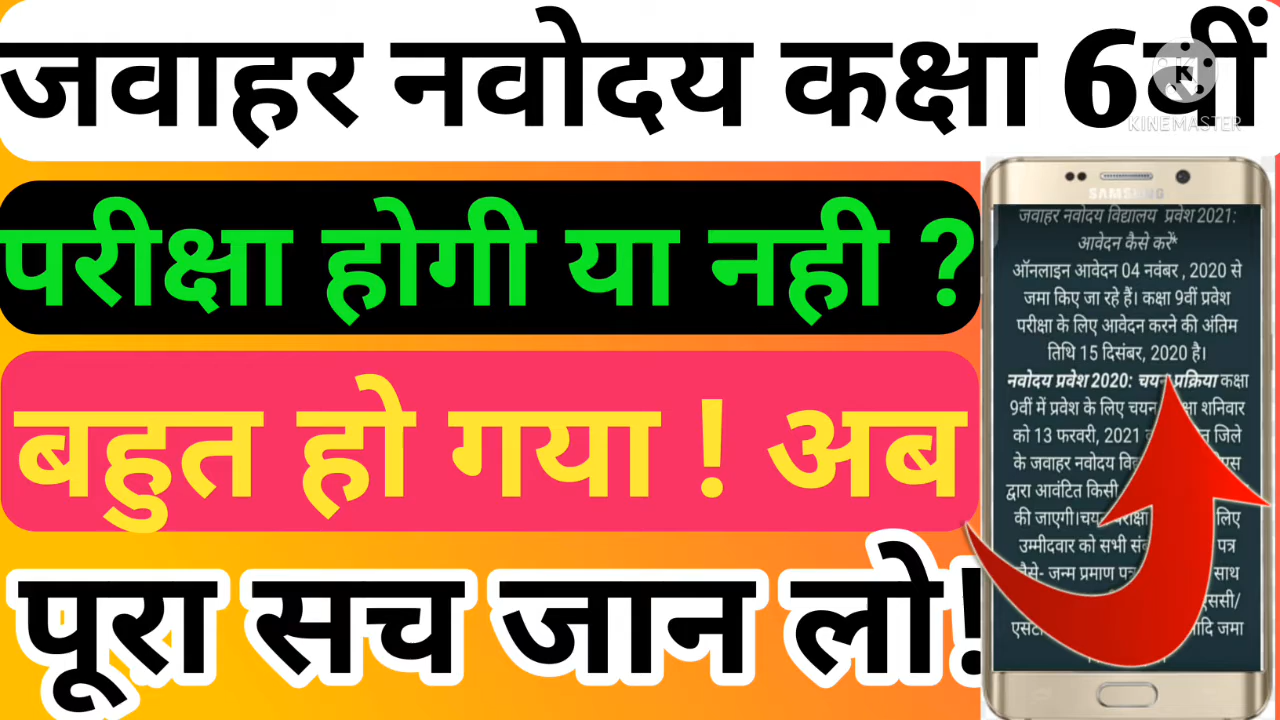 जवाहर नवोदय कक्षा 6वीं
KINEMASTER
परीक्षा होगी या नही ?
बहुत हो गया ! अब
पूरा सच जान लो!
SAMSUNG
जवाहर नवोदय विद्यालय प्रवेश 2021:
आवेदन कैसे करें*
ऑनलाइन आवेदन 04 नवंबर , 2020 से
जमा किए जा रहे हैं। कक्षा 9वीं प्रवेश
परीक्षा के लिए आवेदन करने की अंतिम
तिथि 15 दिसंबर, 2020 है।
नवोदय प्रवेश 2020: चयन प्रक्रिया कक्षा
9वीं में प्रवेश के लिए चयन शनिवार
को 13 फरवरी, 2021 जिले
के जवाहर नवोदय
द्वारा आवंटित किसी
की जाएगी। लिए
उम्मीदवार को सभी पत्र
जैसे- जन्म प्रमाण साथ
जमा